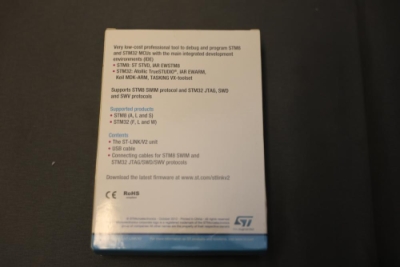 Very low-cost professional tool to debug and program STM8
and STM32 MCUs with the main integrated development
environments (IDE)
• STM8: ST STVD, IAR EWSTM8
• STM32: Atollic TrueSTUDIO®, IAR EWARM,
Keil MDK-ARM, TASKING VX-toolset
Supports STM8 SWIM protocol and STM32 JTAG, SWD
and SWV protocols
Supported products
• STM8 (A, L and S)
• STM32 (F, L and W)
Contents
• The ST-LINK/V2 unit
• USB cable
• Connecting cables for STM8 SWIM and
STM32 JTAG/SWD/SWV protocols
Download the latest firmware at www.st.com/stlinkv2
CE RoHS
ST